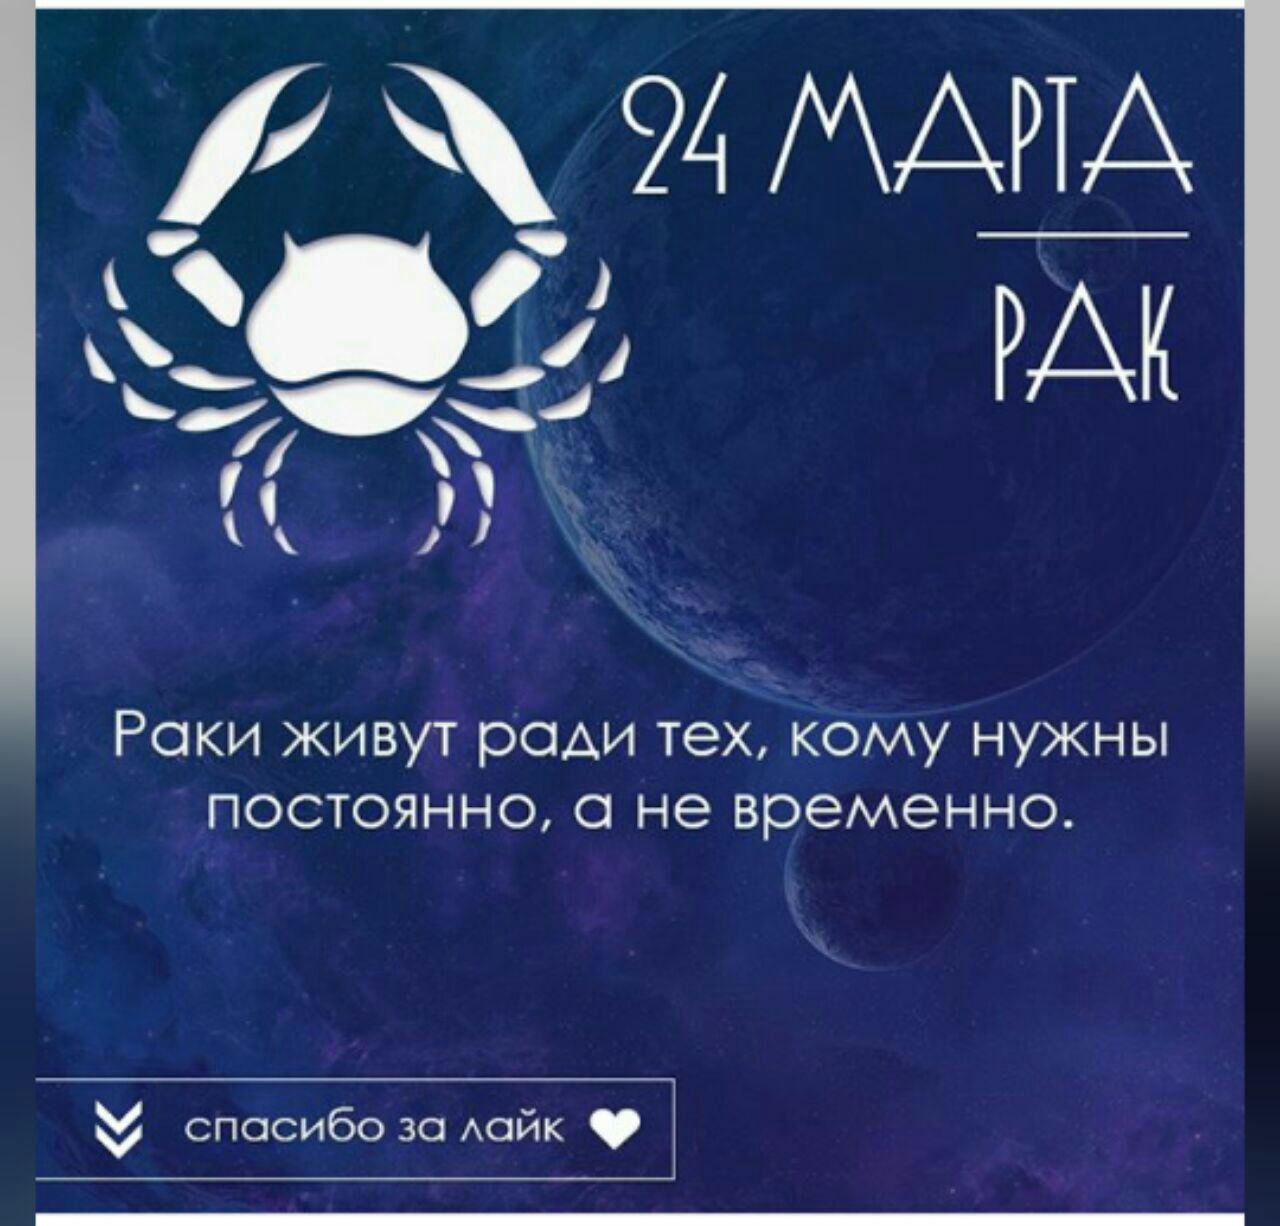 24 МАРТА
РАК
Раки живут ради тех, кому нужны
постоянно, а не временно.
спасибо за лайк